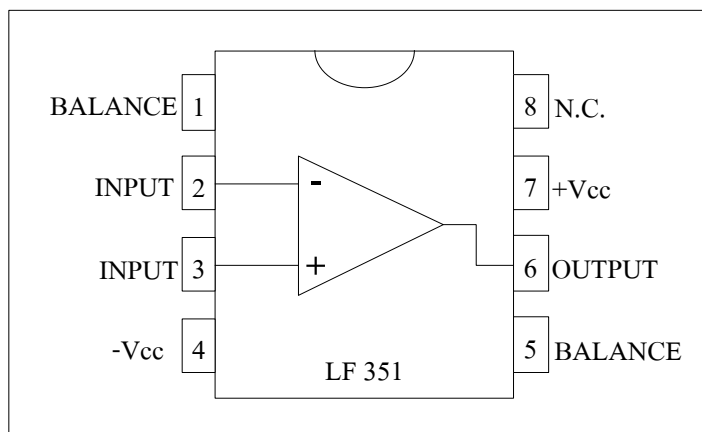 BALANCE 1 8 N.C.
INPUT 2 - 7 +Vcc
INPUT 3 + 6 OUTPUT
-Vcc 4 5 BALANCE
LF 351